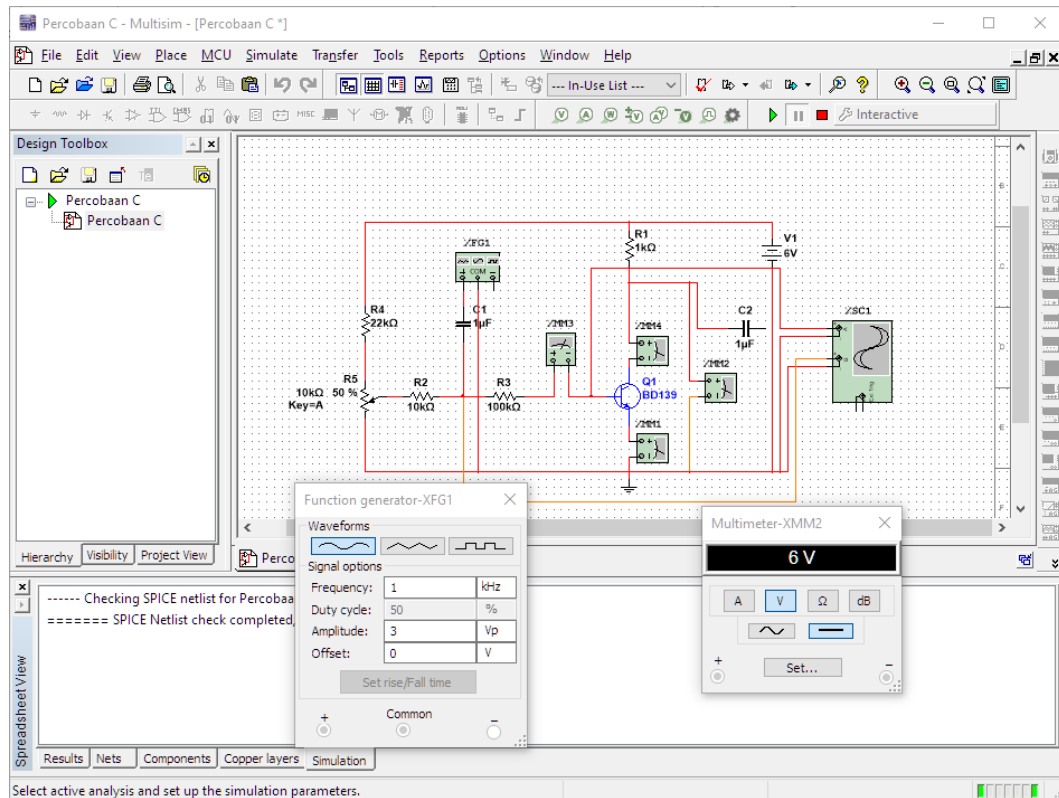 Percobaan C - Multisim - [Percobaan C *]
File Edit View Place MCU Simulate Transfer Tools Reports Options Window Help
--- In-Use List ---
MISC
Interactive
Design Toolbox
Percobaan C
Percobaan C
Hierarchy Visibility Project View
R1
1kΩ
V1
6V
XFG1
COM
R4
22kΩ
C1
1µF
XMM3
XMM4
C2
1µF
XSC1
XMM2
R5
10kΩ 50 %
Key=A
R2
10kΩ
R3
100kΩ
Q1
BD139
XMM1
Perco
Function generator-XFG1
Waveforms
Signal options
Frequency: 1 kHz
Duty cycle: 50 %
Amplitude: 3 Vp
Offset: 0 V
Set rise/Fall time
+ Common −
Multimeter-XMM2
6 V
A V Ω dB
+ Set... −
Spreadsheet View
------ Checking SPICE netlist for Percobaa
======= SPICE Netlist check completed,
Results Nets Components Copper layers Simulation
Select active analysis and set up the simulation parameters.